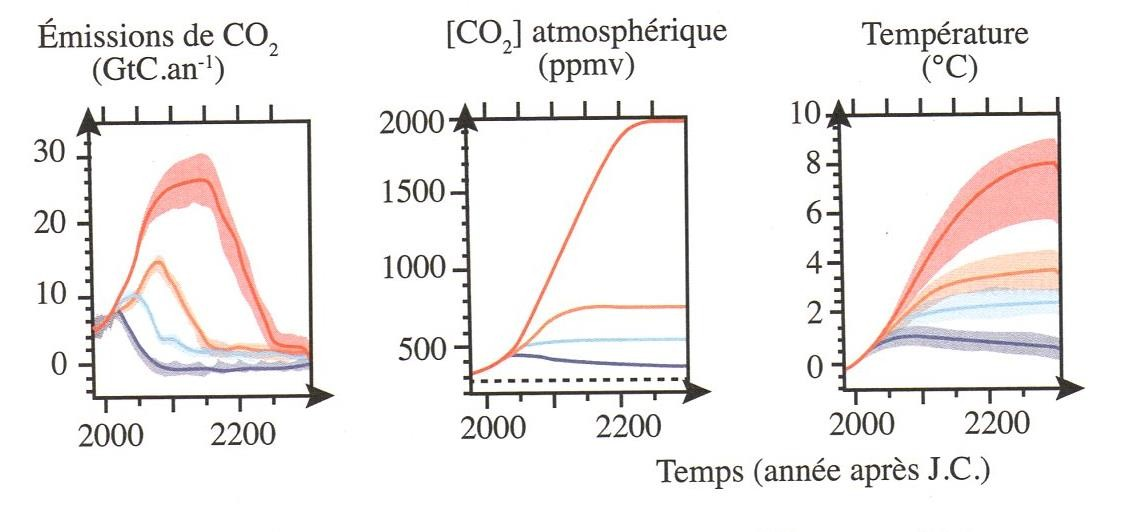 Émissions de CO₂
(GtC.an⁻¹)
30
20
10
0
2000 2200
[CO₂] atmosphérique
(ppmv)
2000
1500
1000
500
2000 2200
Température
(°C)
10
8
6
4
2
0
2000 2200
Temps (année après J.C.)